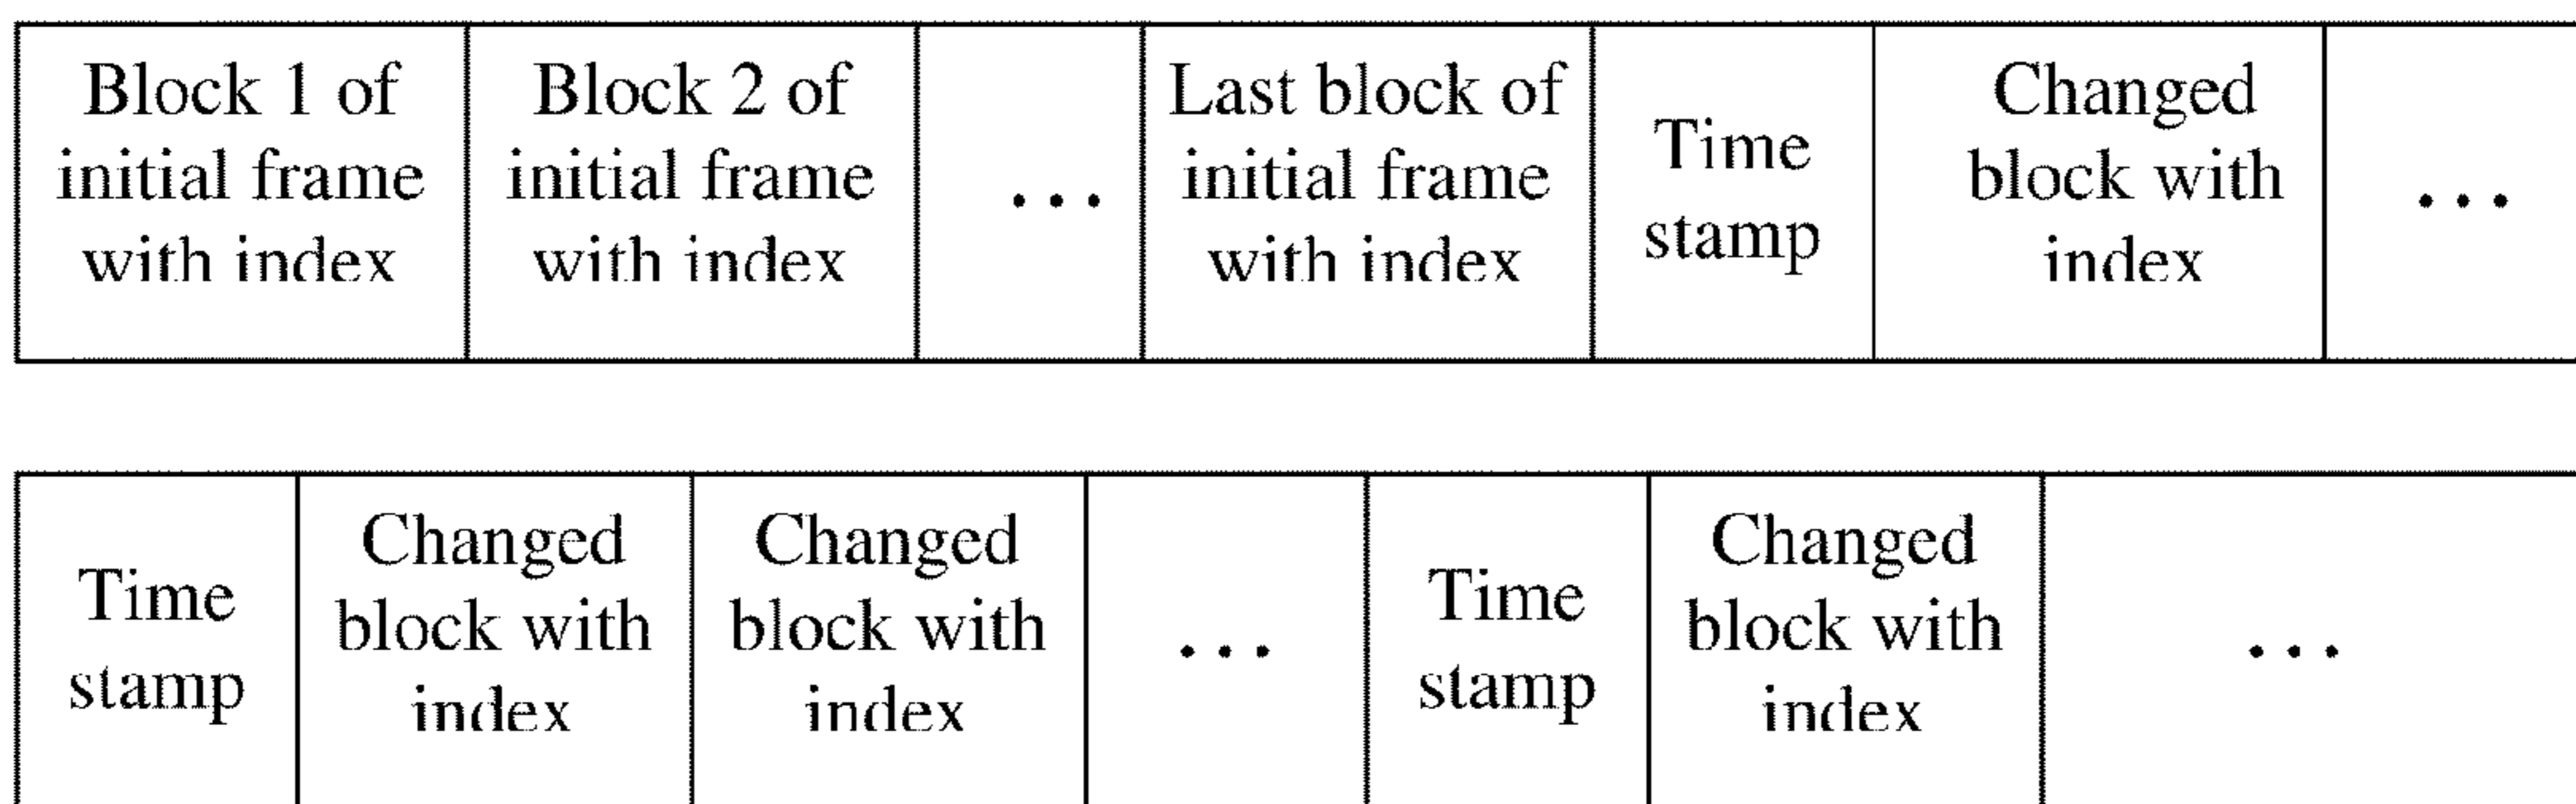 Block 1 of
initial frame
with index
Block 2 of
initial frame
with index
...
Last block of
initial frame
with index
Time
stamp
Changed
block with
index
...
Time
stamp
Changed
block with
index
Changed
block with
index
...
Time
stamp
Changed
block with
index
...